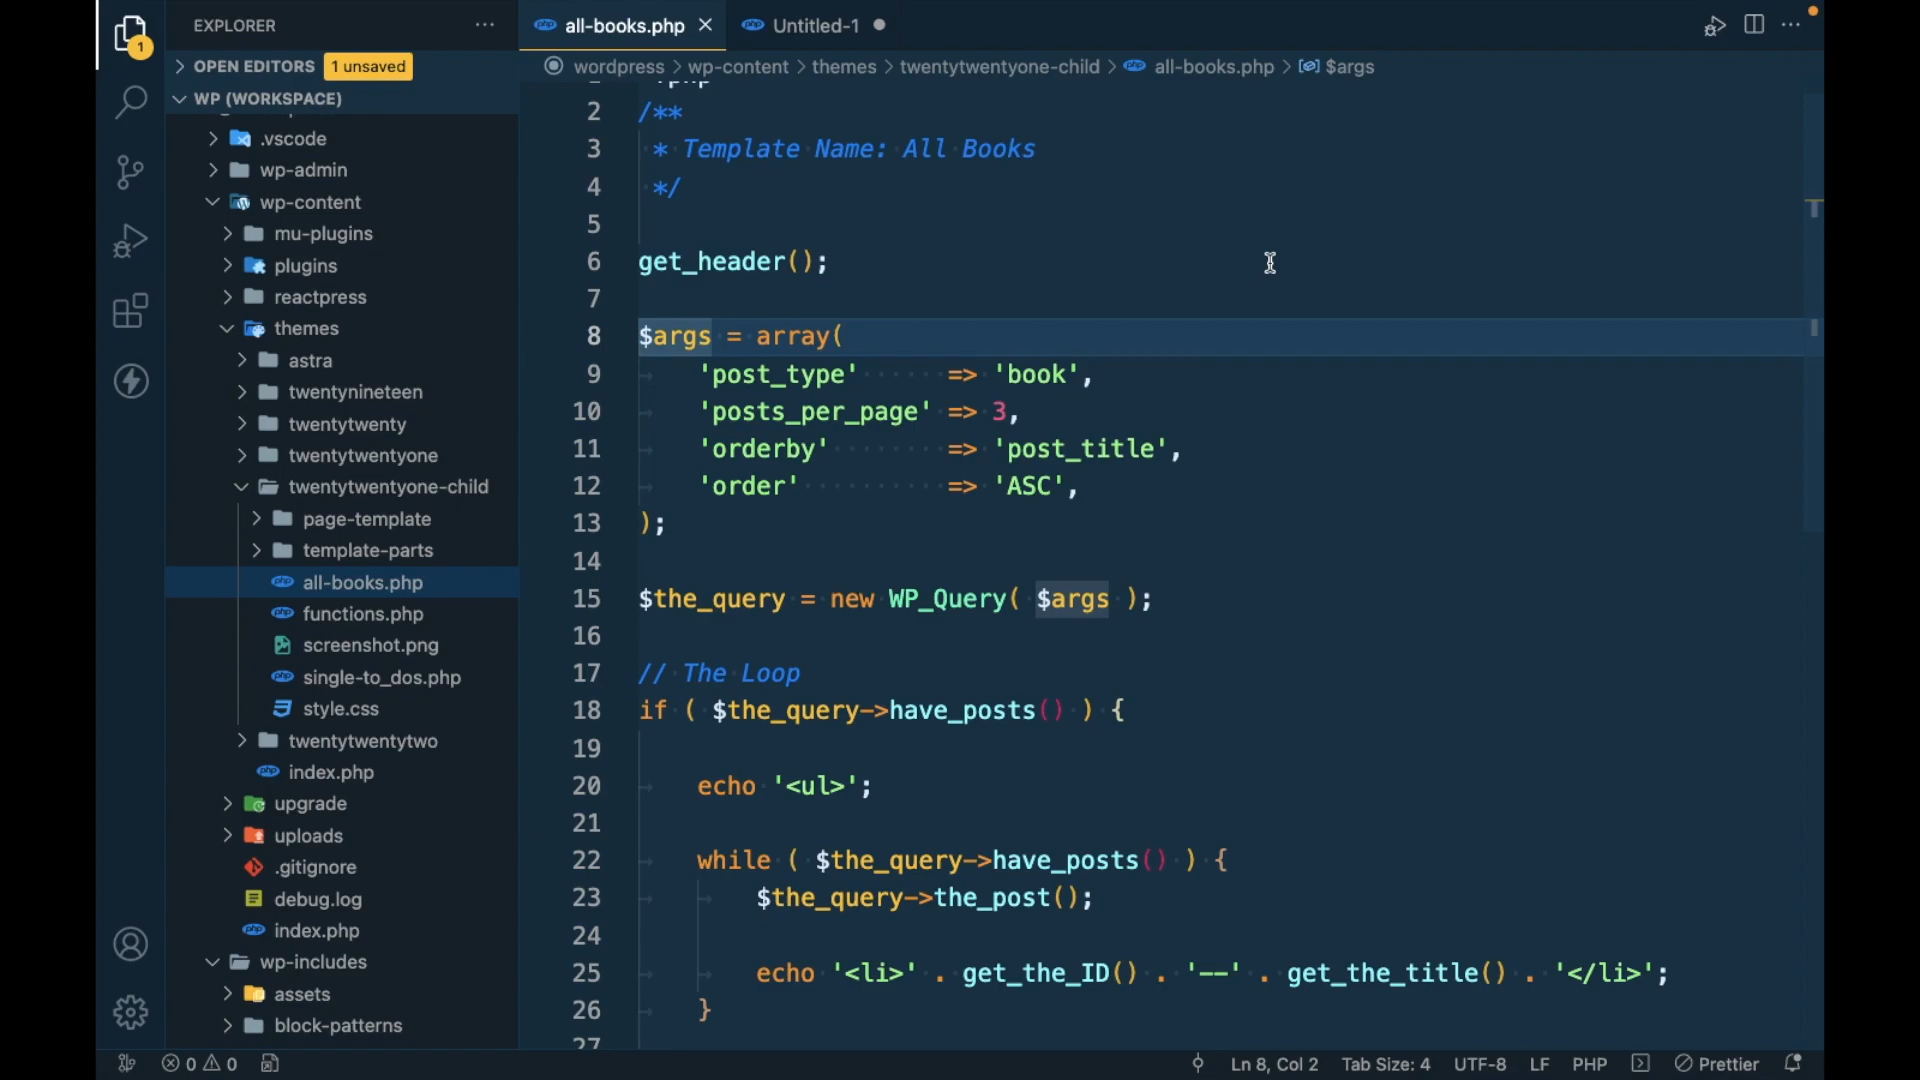 EXPLORER
all-books.php
Untitled-1
1
OPEN EDITORS 1 unsaved
wordpress > wp-content > themes > twentytwentyone-child > all-books.php > $args
WP (WORKSPACE)
.vscode
wp-admin
wp-content
mu-plugins
plugins
reactpress
themes
astra
twentynineteen
twentytwenty
twentytwentyone
twentytwentyone-child
page-template
template-parts
all-books.php
functions.php
screenshot.png
single-to_dos.php
style.css
twentytwentytwo
index.php
upgrade
uploads
.gitignore
debug.log
index.php
wp-includes
assets
block-patterns
2 /**
3 * Template Name: All Books
4 */
5
6 get_header();
7
8 $args = array(
9 'post_type' => 'book',
10 'posts_per_page' => 3,
11 'orderby' => 'post_title',
12 'order' => 'ASC',
13 );
14
15 $the_query = new WP_Query( $args );
16
17 // The Loop
18 if ( $the_query->have_posts() ) {
19
20 echo '<ul>';
21
22 while ( $the_query->have_posts() ) {
23 $the_query->the_post();
24
25 echo '<li>' . get_the_ID() . '--' . get_the_title() . '</li>';
26 }
27
0 0 Ln 8, Col 2 Tab Size: 4 UTF-8 LF PHP Prettier